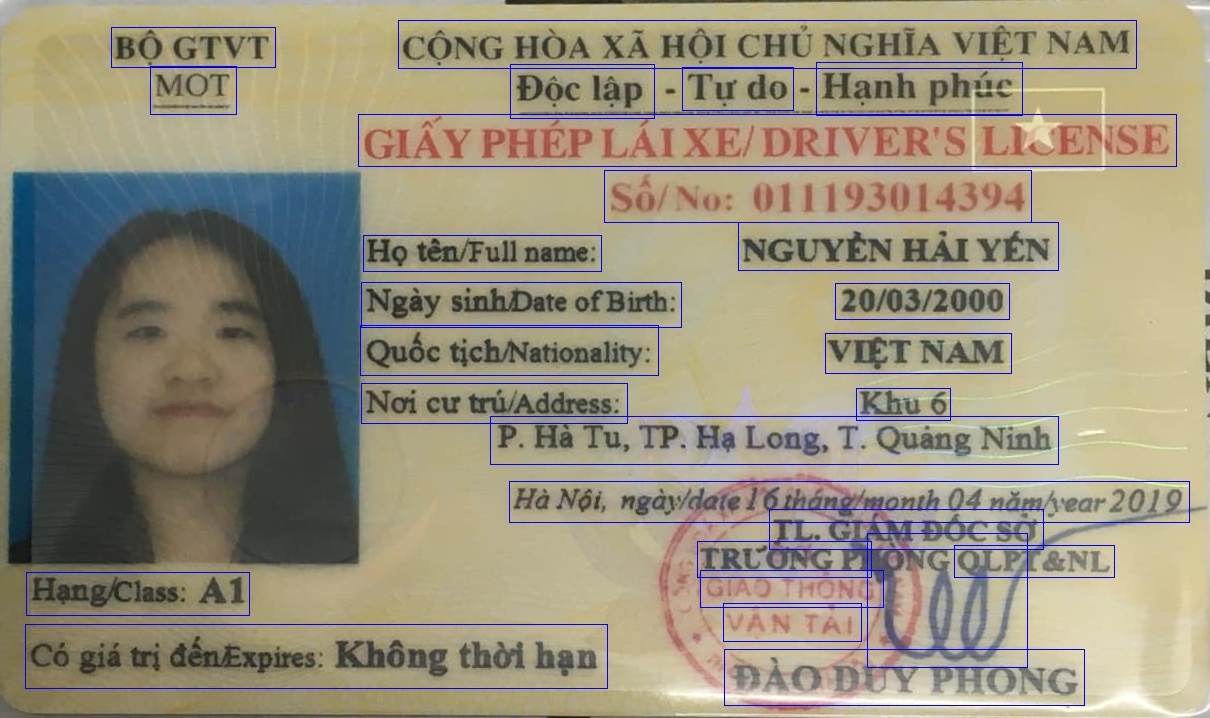 BỘ GTVT
MOT
CỘNG HÒA XÃ HỘI CHỦ NGHĨA VIỆT NAM
Độc lập - Tự do - Hạnh phúc
GIẤY PHÉP LÁI XE/ DRIVER'S LICENSE
Số/No: 011193014394
Họ tên/Full name: NGUYỄN HẢI YẾN
Ngày sinh/Date of Birth: 20/03/2000
Quốc tịch/Nationality: VIỆT NAM
Nơi cư trú/Address: Khu 6
P. Hà Tu, TP. Hạ Long, T. Quảng Ninh
Hà Nội, ngày/date 16 tháng/month 04 năm/year 2019
TL. GIÁM ĐỐC SỞ
TRƯỞNG PHÒNG QLPT&NL
GIAO THÔNG
VẬN TẢI
ĐÀO DUY PHONG
Hạng/Class: A1
Có giá trị đến/Expires: Không thời hạn